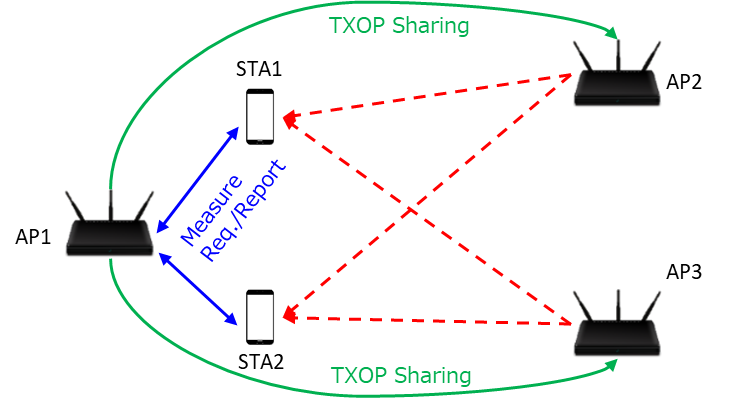 TXOP Sharing
STA1
AP2
Measure
Req./Report
AP1
AP3
STA2
TXOP Sharing